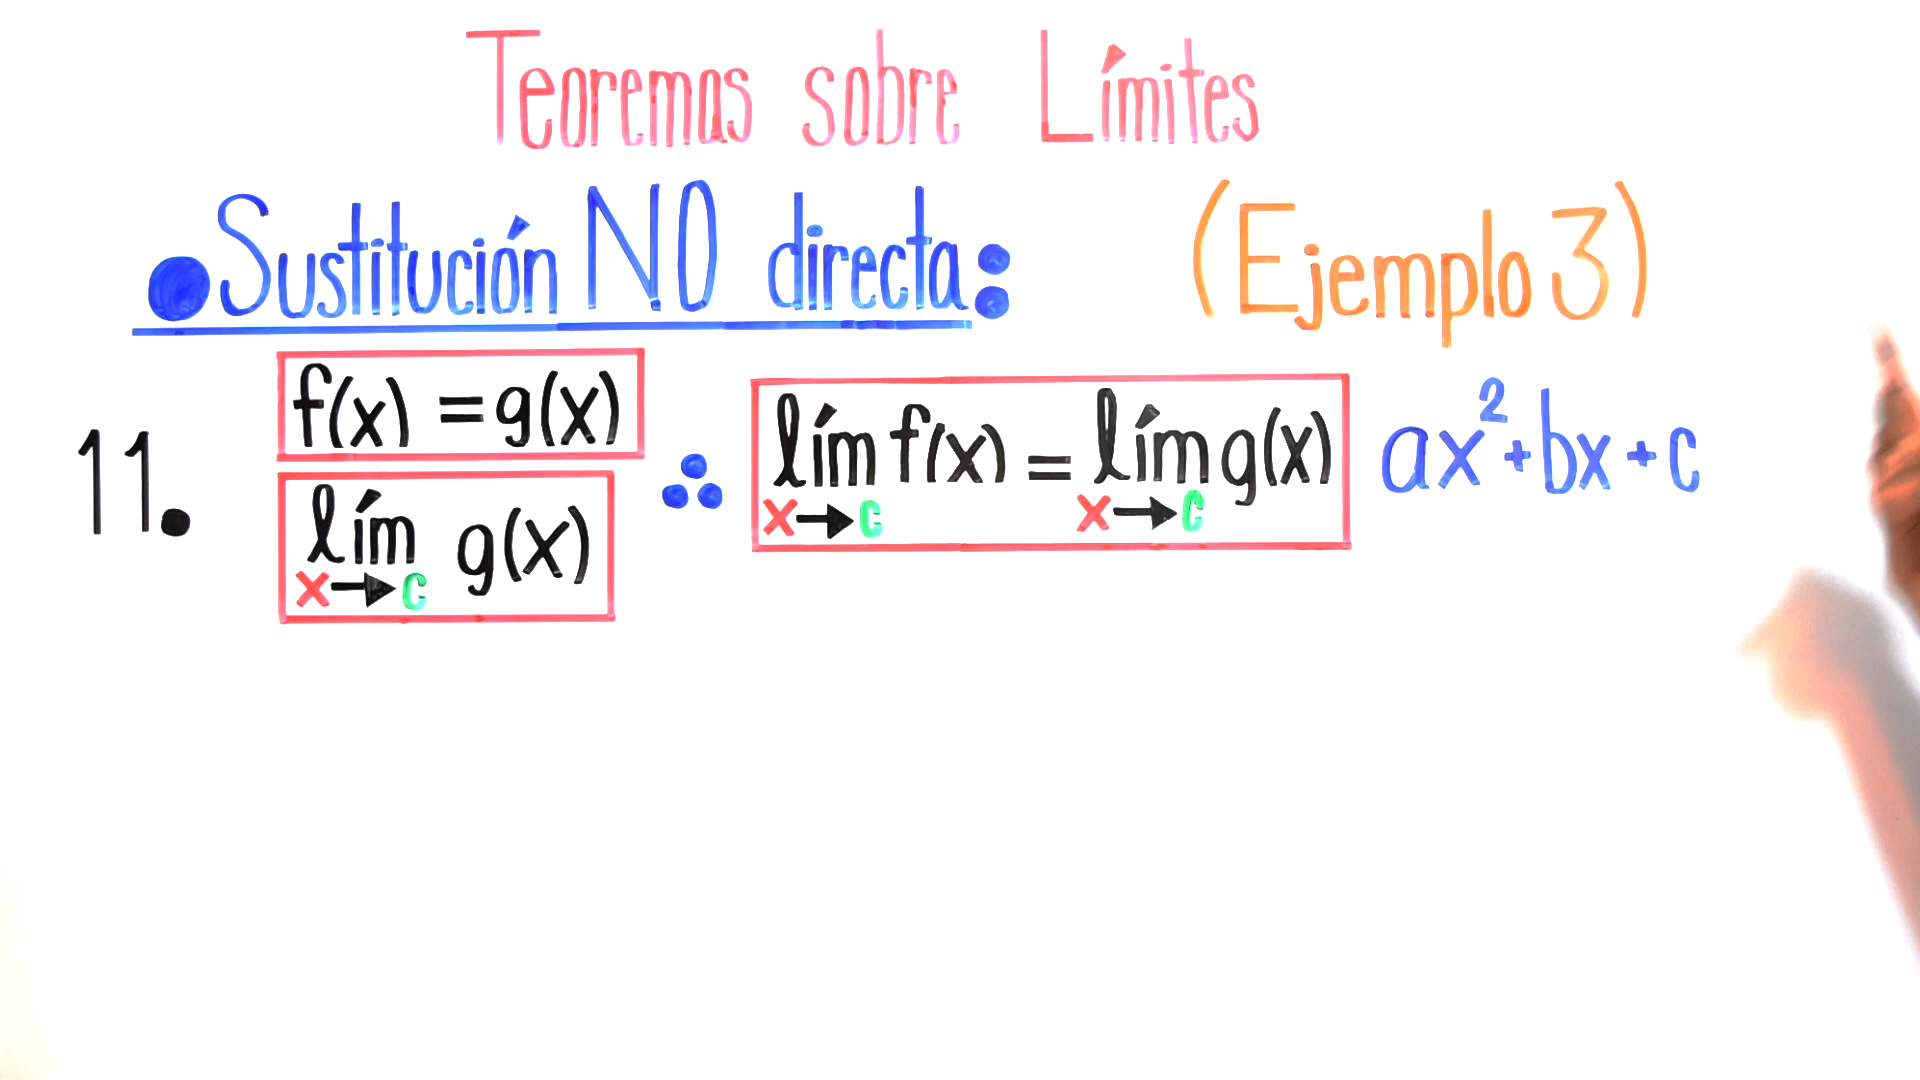 Teoremas sobre Límites
•Sustitución NO directa: (Ejemplo 3)
11. f(x) = g(x)
lím x→c g(x)
∴ lím x→c f(x) = lím x→c g(x) ax²+bx+c